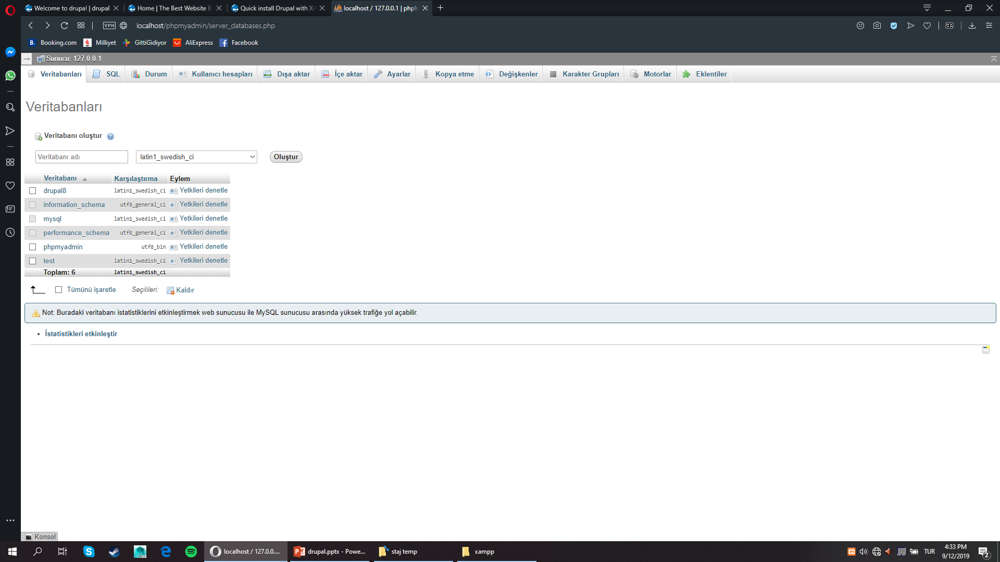 Welcome to drupal | drupal
Home | The Best Website E
Quick install Drupal with XA
localhost / 127.0.0.1 | phpM
VPN
localhost/phpmyadmin/server_databases.php
B. Booking.com
Milliyet
GittiGidiyor
AliExpress
Facebook
Sunucu: 127.0.0.1
Veritabanları
SQL
Durum
Kullanıcı hesapları
Dışa aktar
İçe aktar
Ayarlar
Kopya etme
Değişkenler
Karakter Grupları
Motorlar
Eklentiler
Veritabanları
Veritabanı oluştur
Veritabanı adı
latin1_swedish_ci
Oluştur
Veritabanı Karşılaştırma Eylem
drupal8 latin1_swedish_ci Yetkileri denetle
information_schema utf8_general_ci Yetkileri denetle
mysql latin1_swedish_ci Yetkileri denetle
performance_schema utf8_general_ci Yetkileri denetle
phpmyadmin utf8_bin Yetkileri denetle
test latin1_swedish_ci Yetkileri denetle
Toplam: 6 latin1_swedish_ci
Tümünü işaretle Seçilileri: Kaldır
Not: Buradaki veritabanı istatistiklerini etkinleştirmek web sunucusu ile MySQL sunucusu arasında yüksek trafiğe yol açabilir.
• İstatistikleri etkinleştir
Konsol
localhost / 127.0.0....
drupal.pptx - Powe...
staj temp
xampp
TUR
4:33 PM
9/12/2019
2